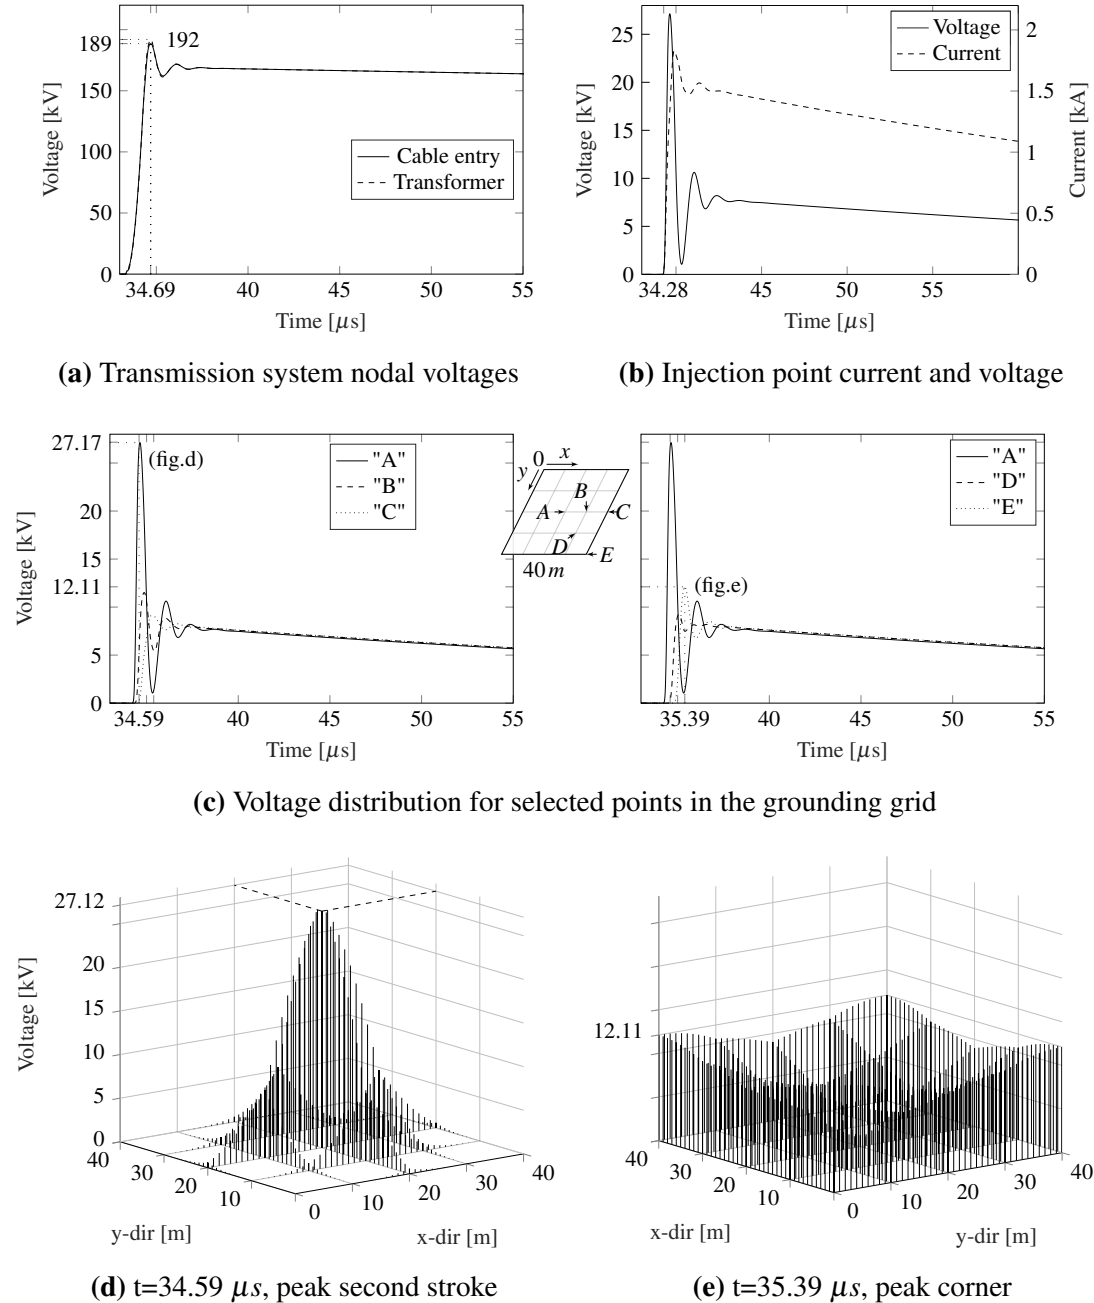 189
192
150
100
50
0
Voltage [kV]
Cable entry
Transformer
34.69
40
45
50
55
Time [μs]
(a) Transmission system nodal voltages
25
20
15
10
5
0
Voltage [kV]
Voltage
Current
2
1.5
1
0.5
0
Current [kA]
34.28
45
50
55
Time [μs]
(b) Injection point current and voltage
27.17
20
15
12.11
5
0
Voltage [kV]
(fig.d)
"A"
"B"
"C"
34.59
40
45
50
55
Time [μs]
0
x
y
A
B
C
D
E
40m
(fig.e)
"A"
"D"
"E"
35.39
40
45
50
55
Time [μs]
(c) Voltage distribution for selected points in the grounding grid
27.12
20
15
10
5
0
Voltage [kV]
40
30
20
10
0
10
20
30
40
y-dir [m]
x-dir [m]
(d) t=34.59 μs, peak second stroke
12.11
40
30
20
10
0
10
20
30
40
x-dir [m]
y-dir [m]
(e) t=35.39 μs, peak corner